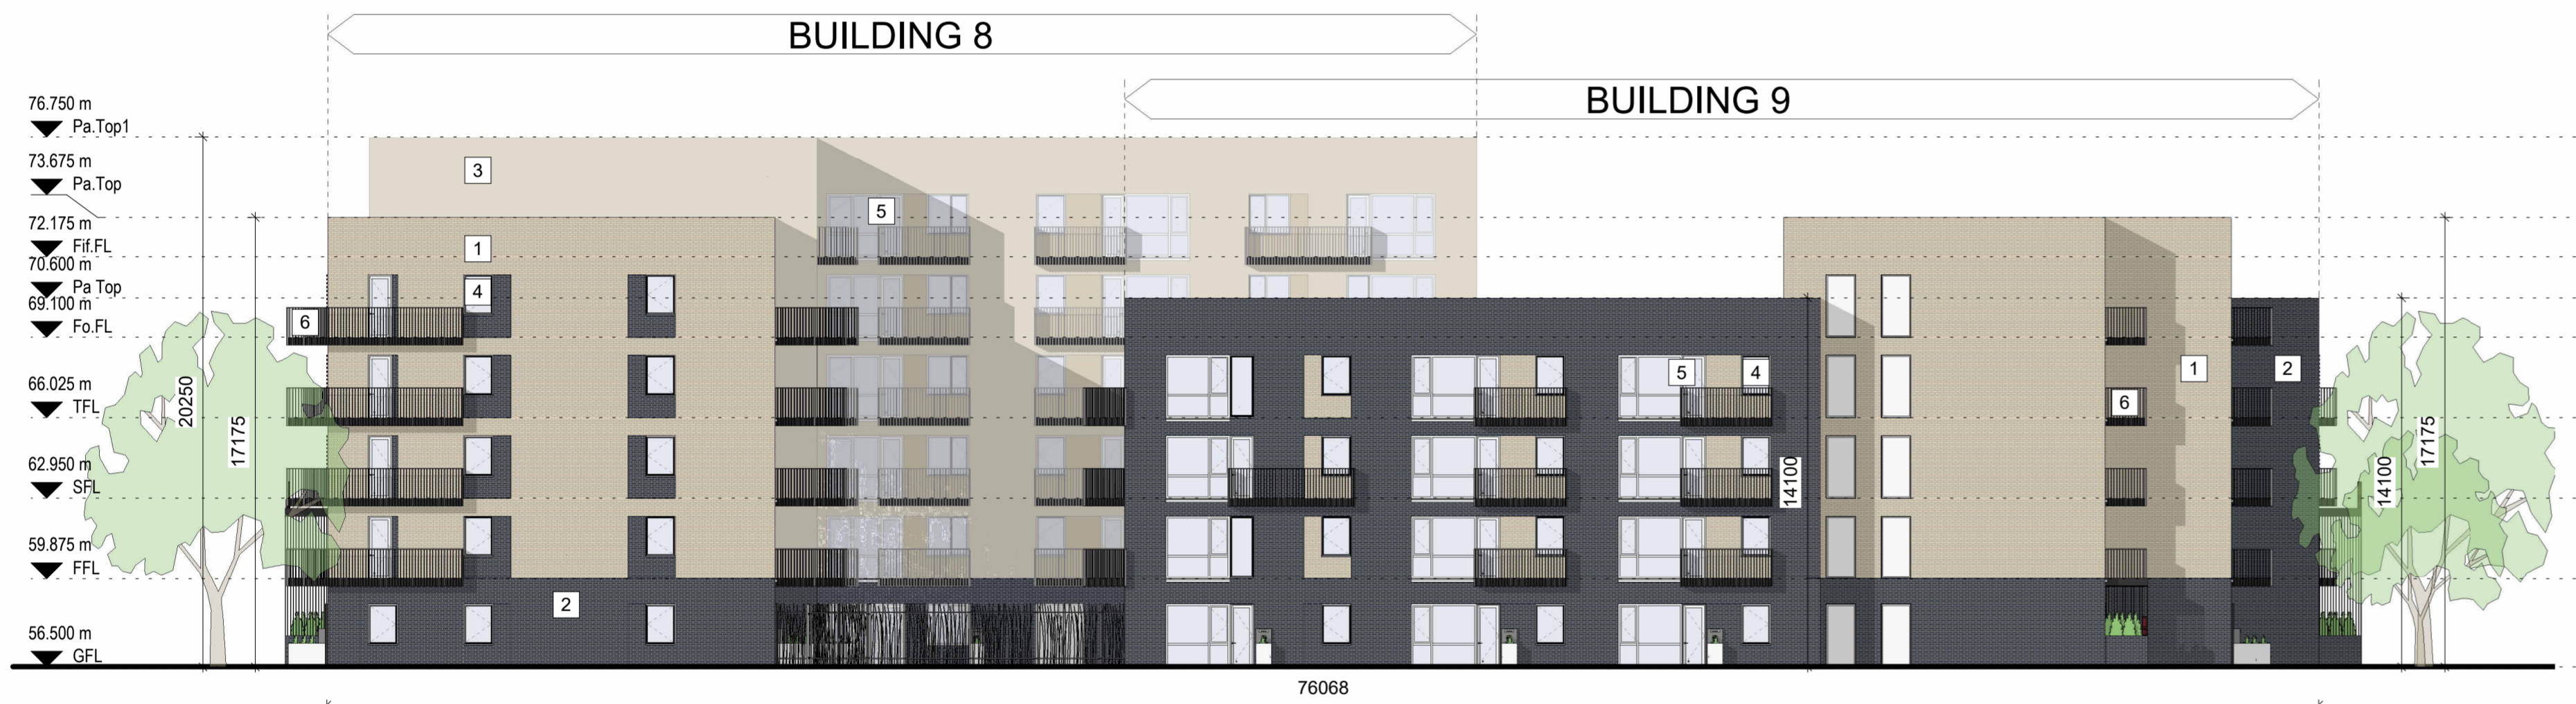 BUILDING 8
BUILDING 9
76.750 m
Pa.Top1
73.675 m
Pa.Top
72.175 m
Fif.FL
70.600 m
Pa Top
69.100 m
Fo.FL
66.025 m
TFL
62.950 m
SFL
59.875 m
FFL
56.500 m
GFL
20250
17175
3
5
1
4
6
2
5
4
14100
1
2
6
14100
17175
76068